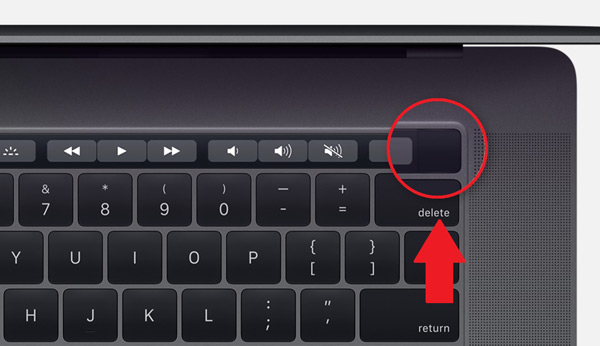 & * ( ) — +
7 8 9 0 - =
delete
{ }
Y U I O P [ ]
: "
H J K L ; '
return